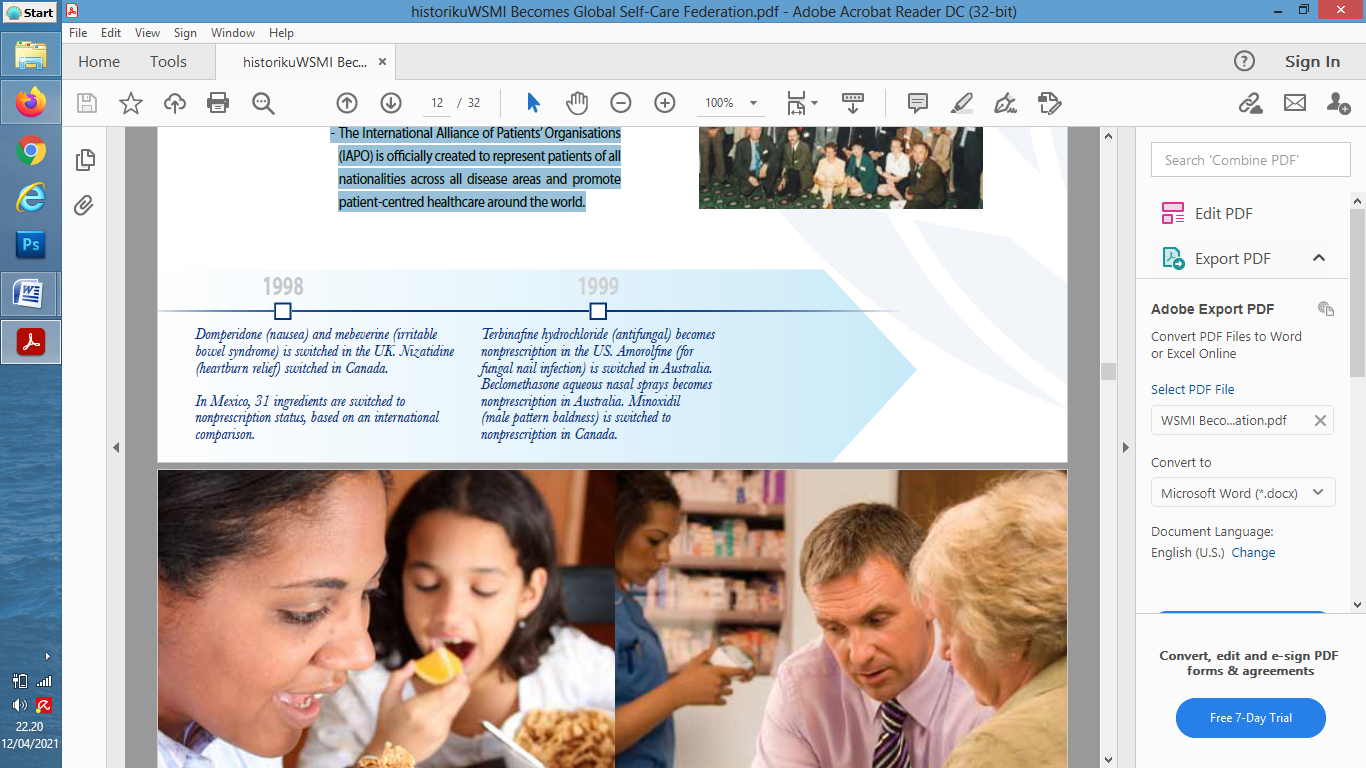 Start
historikuWSMI Becomes Global Self-Care Federation.pdf - Adobe Acrobat Reader DC (32-bit)
File Edit View Sign Window Help
Home Tools historikuWSMI Bec... Sign In
12 / 32 100%
- The International Alliance of Patients' Organisations
(IAPO) is officially created to represent patients of all
nationalities across all disease areas and promote
patient-centred healthcare around the world.
1998
Domperidone (nausea) and mebeverine (irritable
bowel syndrome) is switched in the UK. Nizatidine
(heartburn relief) switched in Canada.
In Mexico, 31 ingredients are switched to
nonprescription status, based on an international
comparison.
1999
Terbinafine hydrochloride (antifungal) becomes
nonprescription in the US. Amorolfine (for
fungal nail infection) is switched in Australia.
Beclomethasone aqueous nasal sprays becomes
nonprescription in Australia. Minoxidil
(male pattern baldness) is switched to
nonprescription in Canada.
Search 'Combine PDF'
Edit PDF
Export PDF
Adobe Export PDF
Convert PDF Files to Word
or Excel Online
Select PDF File
WSMI Beco...ation.pdf
Convert to
Microsoft Word (*.docx)
Document Language:
English (U.S.) Change
Convert, edit and e-sign PDF
forms & agreements
Free 7-Day Trial
Ps
22.20
12/04/2021